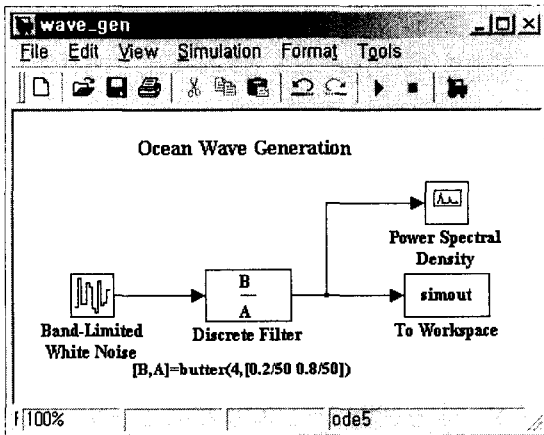 wave_gen
File Edit View Simulation Format Tools
Ocean Wave Generation
Power Spectral
Density
B
A
simout
Band-Limited
White Noise
Discrete Filter
To Workspace
[B,A]=butter(4,[0.2/50 0.8/50])
100%
ode5